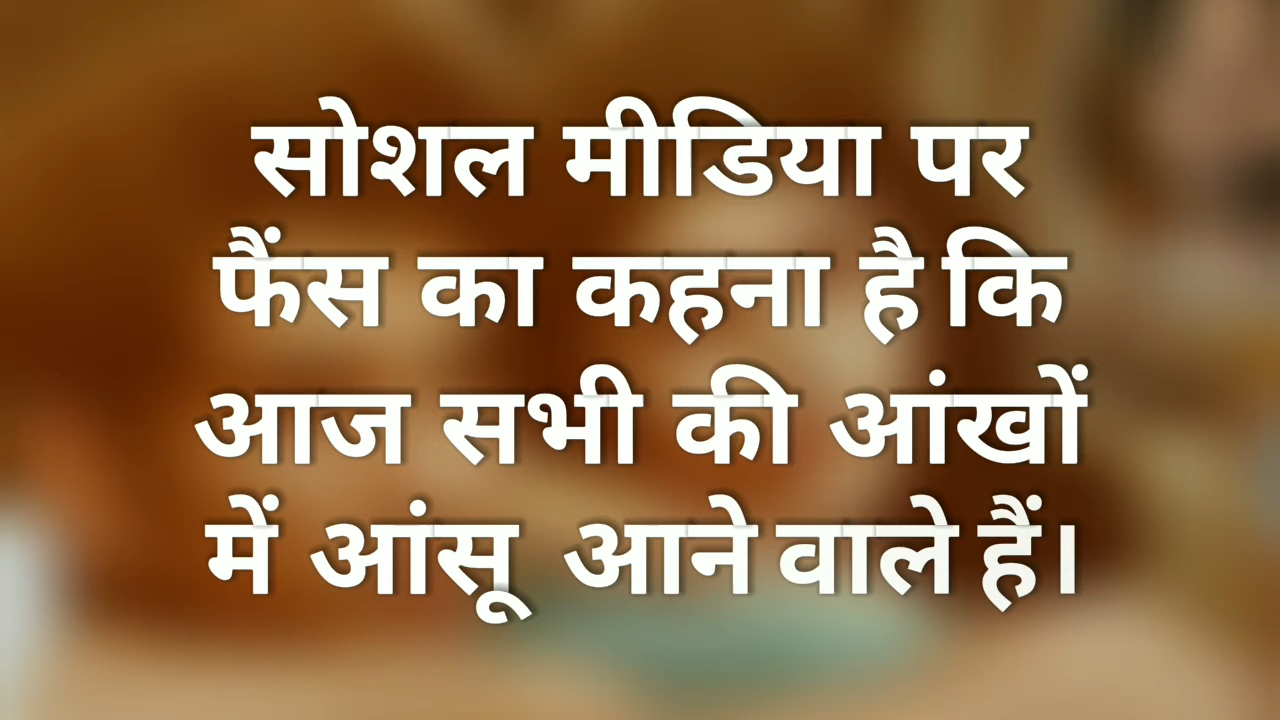 सोशल मीडिया पर
फैंस का कहना है कि
आज सभी की आंखों
में आंसू आने वाले हैं।